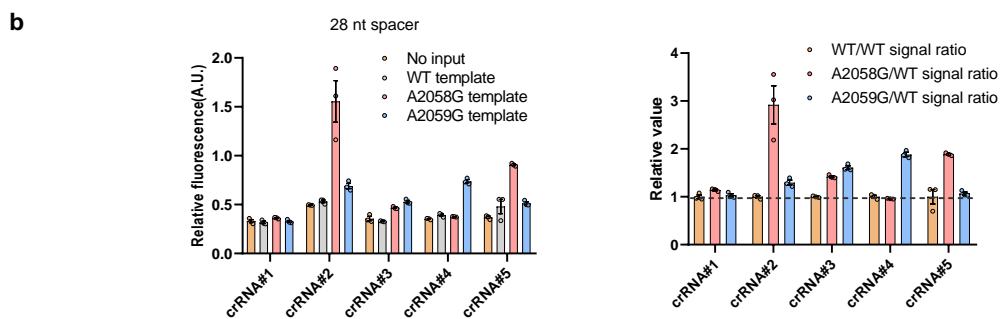 b
28 nt spacer
Relative fluorescence(A.U.)
2.0
1.5
1.0
0.5
0.0
No input
WT template
A2058G template
A2059G template
crRNA#1
crRNA#2
crRNA#3
crRNA#4
crRNA#5
Relative value
4
3
2
1
0
WT/WT signal ratio
A2058G/WT signal ratio
A2059G/WT signal ratio
crRNA#1
crRNA#2
crRNA#3
crRNA#4
crRNA#5